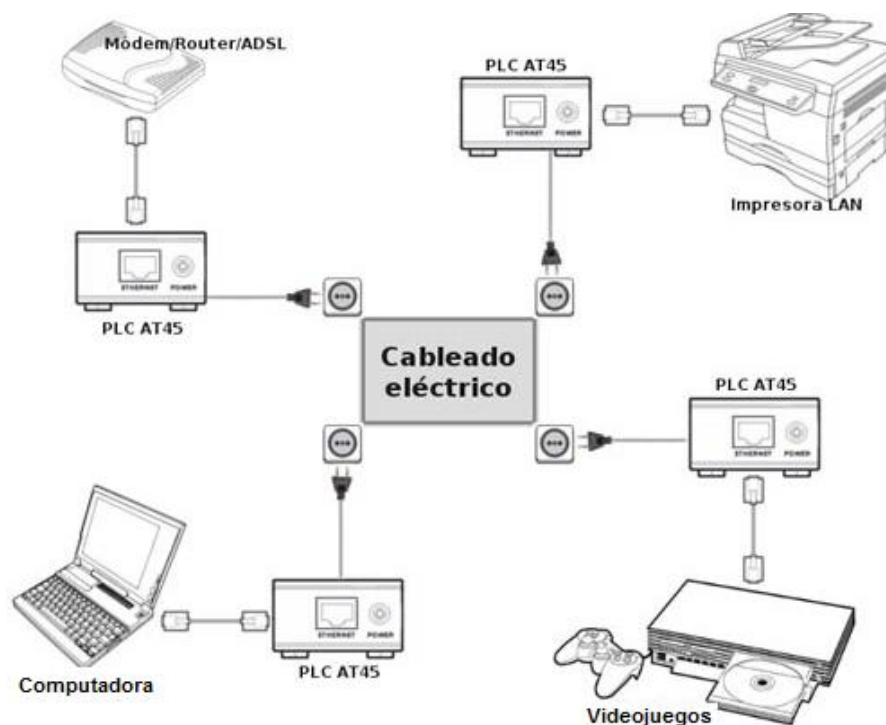 Módem/Router/ADSL
PLC AT45
ETHERNET POWER
Impresora LAN
ETHERNET POWER
PLC AT45
Cableado
eléctrico
PLC AT45
ETHERNET POWER
ETHERNET POWER
PLC AT45
Computadora
Videojuegos